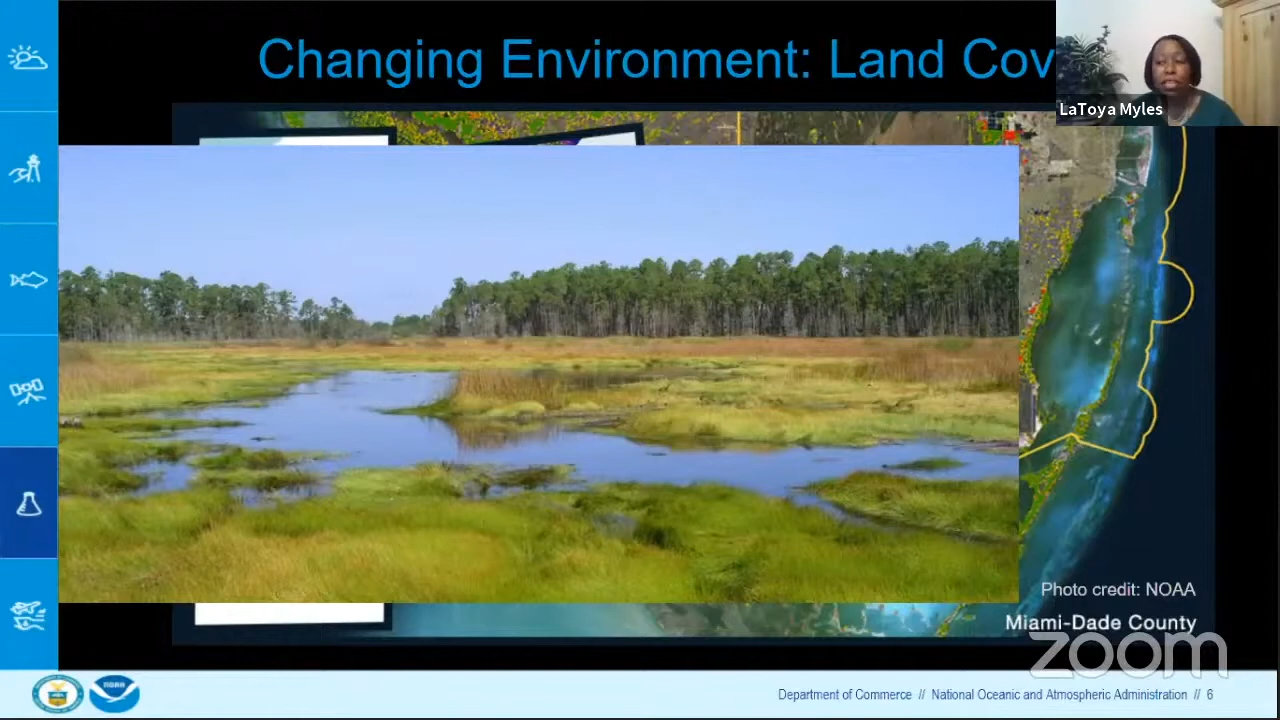 Changing Environment: Land Cov
LaToya Myles
Photo credit: NOAA
Miami-Dade County
zoom
NOAA
Department of Commerce // National Oceanic and Atmospheric Administration // 6